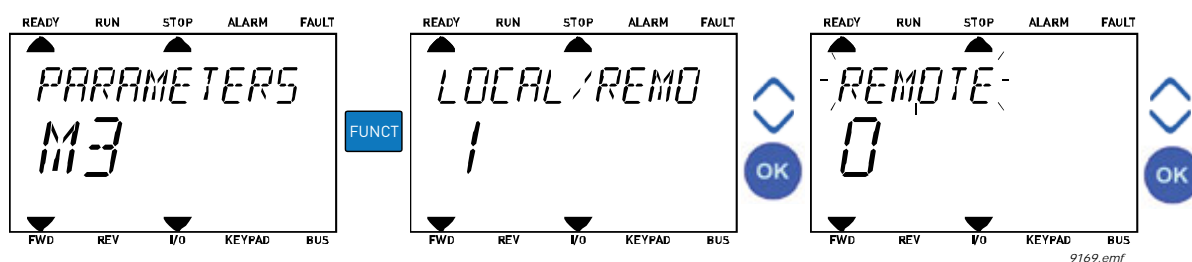 READY RUN STOP ALARM FAULT
PARAMETERS
M3
FWD REV I/O KEYPAD BUS
FUNCT
READY RUN STOP ALARM FAULT
LOCAL/REMO
1
FWD REV I/O KEYPAD BUS
OK
READY RUN STOP ALARM FAULT
REMOTE
0
FWD REV I/O KEYPAD BUS
OK
9169.emf